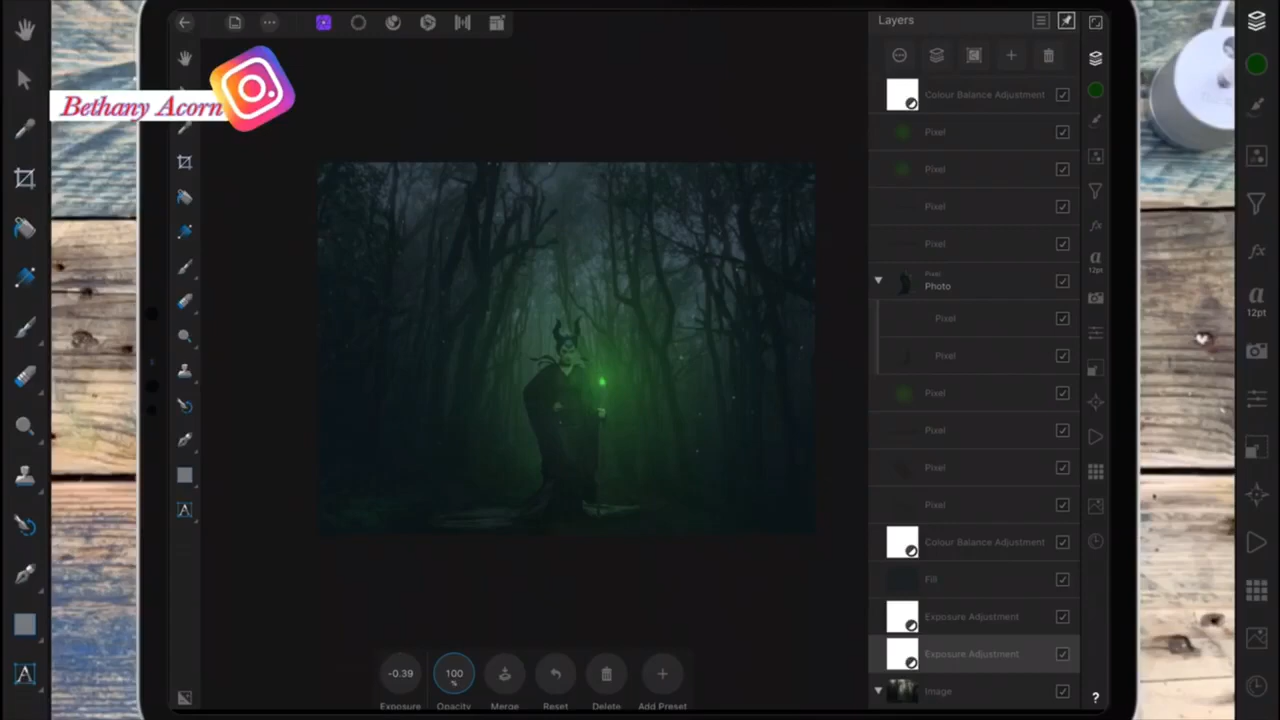 Layers
Bethany Acorn
Colour Balance Adjustment
Pixel
Pixel
Pixel
Pixel
Pixel
Photo
Pixel
Pixel
Pixel
Pixel
Pixel
Pixel
Colour Balance Adjustment
Fill
Exposure Adjustment
Exposure Adjustment
Image
a
12pt
a
12pt
fx
fx
A
A
?
-0.39
100
%
Exposure
Opacity
Merge
Reset
Delete
Add Preset